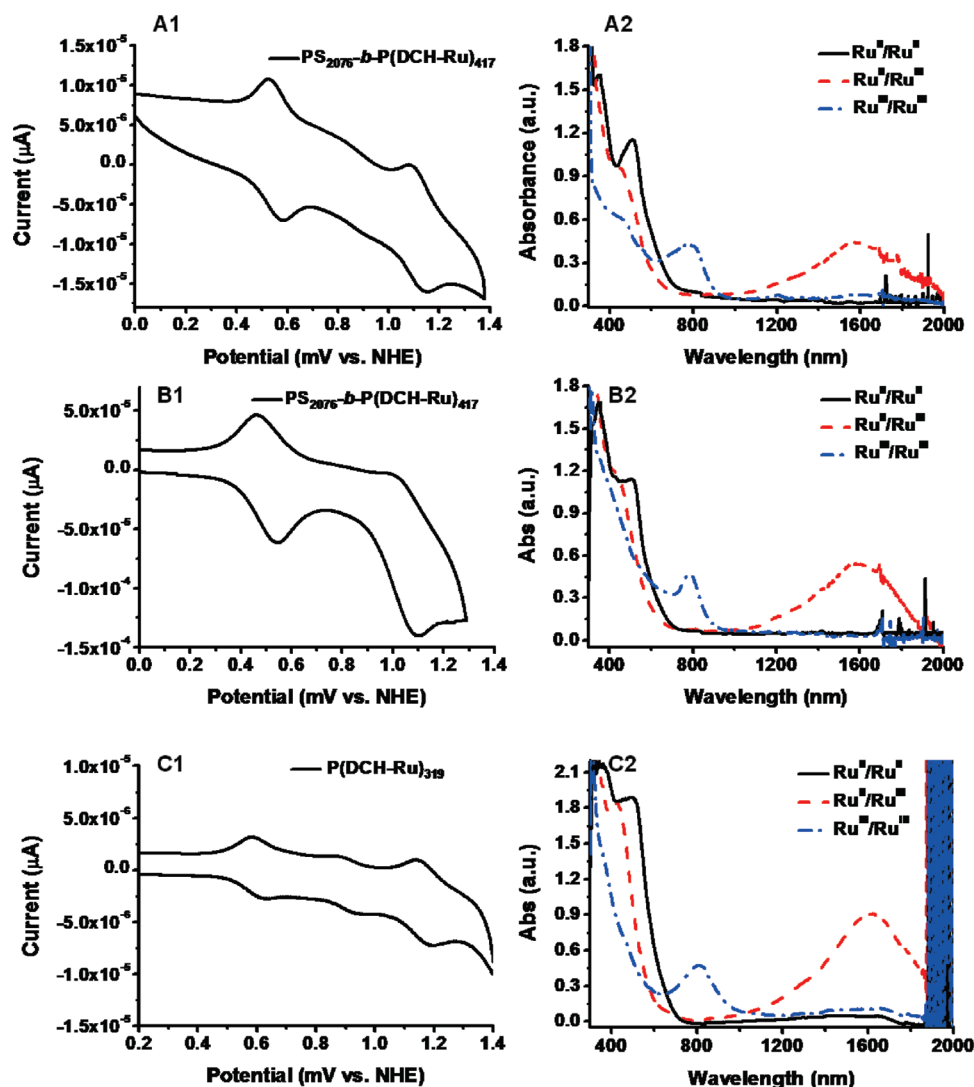 A1
PS2076-b-P(DCH-Ru)417
1.5x10⁻⁵
1.0x10⁻⁵
5.0x10⁻⁶
0.0
−5.0x10⁻⁶
−1.0x10⁻⁵
−1.5x10⁻⁵
Current (µA)
0.0 0.2 0.4 0.6 0.8 1.0 1.2 1.4
Potential (mV vs. NHE)
A2
Ruᴵᴵ/Ruᴵᴵ
Ruᴵᴵ/Ruᴵᴵᴵ
Ruᴵᴵᴵ/Ruᴵᴵᴵ
1.8
1.5
1.2
0.9
0.6
0.3
0.0
Absorbance (a.u.)
400 800 1200 1600 2000
Wavelength (nm)
B1
PS2076-b-P(DCH-Ru)417
5.0x10⁻⁵
0.0
−5.0x10⁻⁵
−1.0x10⁻⁴
−1.5x10⁻⁴
Current (µA)
0.0 0.2 0.4 0.6 0.8 1.0 1.2 1.4
Potential (mV vs. NHE)
B2
Ruᴵᴵ/Ruᴵᴵ
Ruᴵᴵ/Ruᴵᴵᴵ
Ruᴵᴵᴵ/Ruᴵᴵᴵ
1.8
1.5
1.2
0.9
0.6
0.3
0.0
Abs (a.u.)
400 800 1200 1600 2000
Wavelength (nm)
C1
P(DCH-Ru)319
1.0x10⁻⁵
5.0x10⁻⁶
0.0
−5.0x10⁻⁶
−1.0x10⁻⁵
−1.5x10⁻⁵
Current (µA)
0.2 0.4 0.6 0.8 1.0 1.2 1.4
Potential (mV vs. NHE)
C2
Ruᴵᴵ/Ruᴵᴵ
Ruᴵᴵ/Ruᴵᴵᴵ
Ruᴵᴵᴵ/Ruᴵᴵᴵ
2.1
1.8
1.5
1.2
0.9
0.6
0.3
0.0
Abs (a.u.)
400 800 1200 1600 2000
Wavelength (nm)